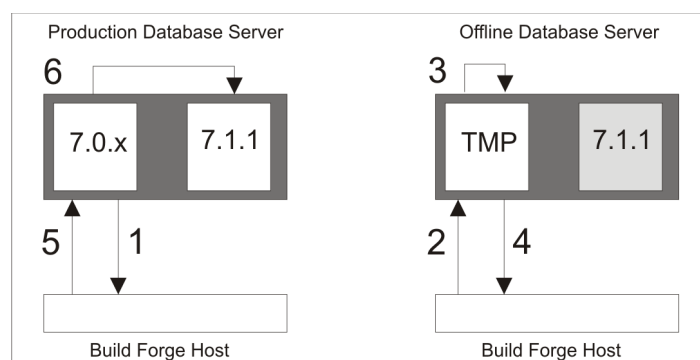 Production Database Server
Offline Database Server
6
3
7.0.x
7.1.1
TMP
7.1.1
5
1
2
4
Build Forge Host
Build Forge Host